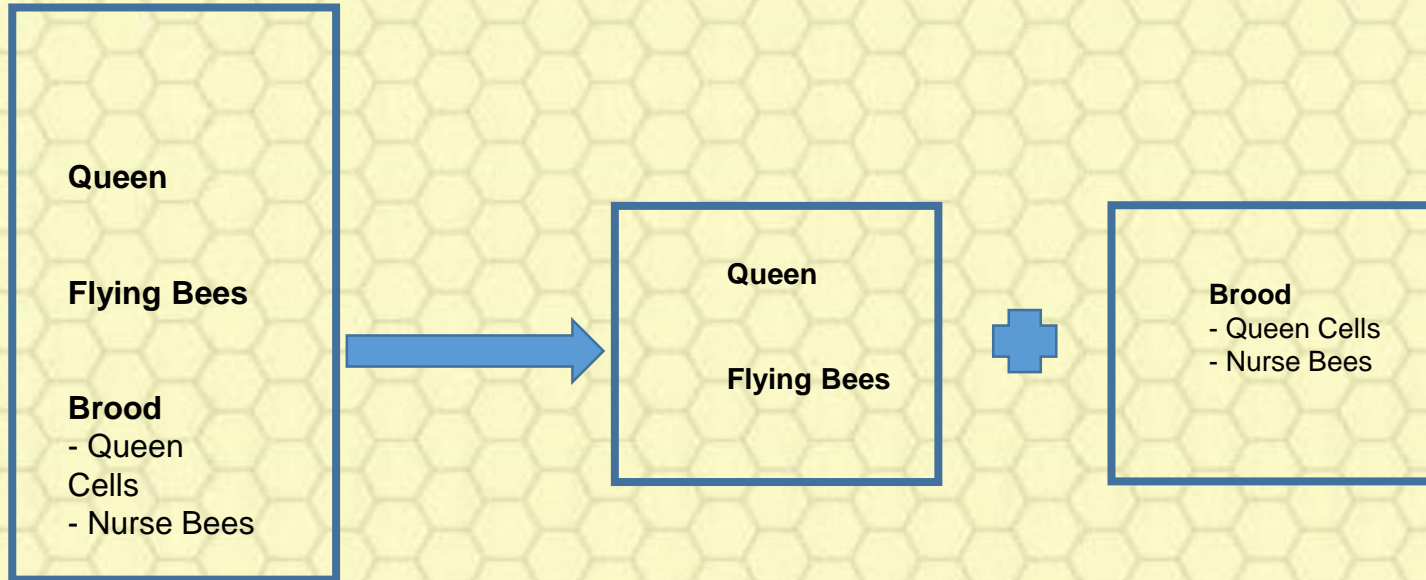 Queen
Flying Bees
Brood
- Queen
Cells
- Nurse Bees
Queen
Flying Bees
Brood
- Queen Cells
- Nurse Bees